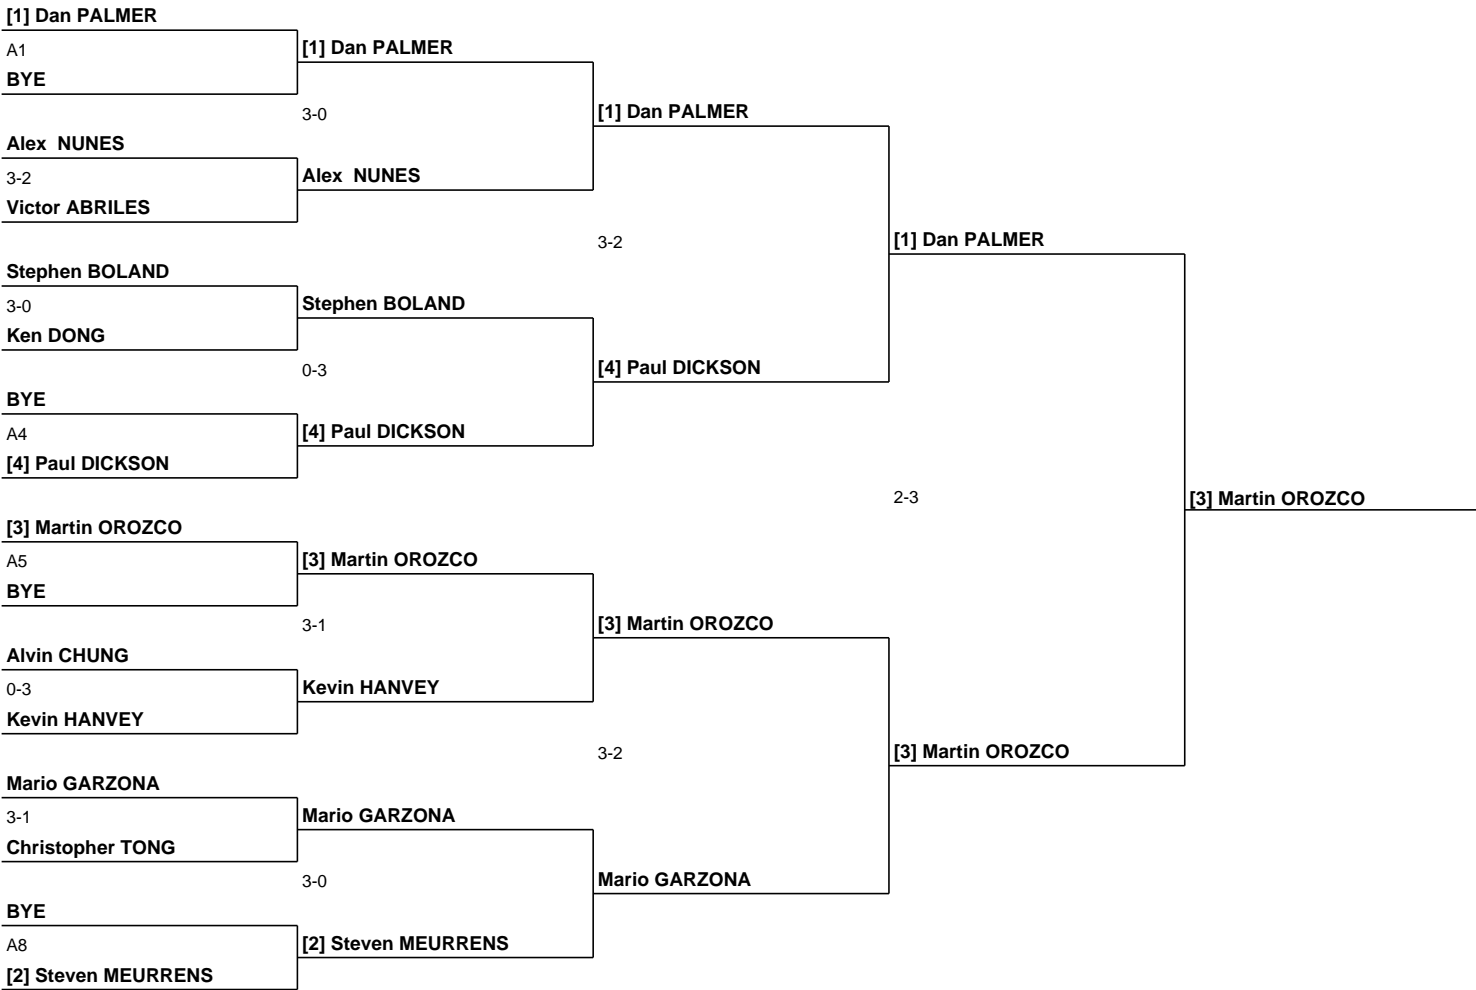 [1] Dan PALMER
A1
BYE
[1] Dan PALMER
3-0
Alex  NUNES
3-2
Victor ABRILES
Alex  NUNES
[1] Dan PALMER
3-2
Stephen BOLAND
3-0
Ken DONG
Stephen BOLAND
0-3
BYE
A4
[4] Paul DICKSON
[4] Paul DICKSON
[4] Paul DICKSON
[1] Dan PALMER
2-3
[3] Martin OROZCO
[3] Martin OROZCO
A5
BYE
[3] Martin OROZCO
3-1
Alvin CHUNG
0-3
Kevin HANVEY
Kevin HANVEY
[3] Martin OROZCO
3-2
Mario GARZONA
3-1
Christopher TONG
Mario GARZONA
3-0
BYE
A8
[2] Steven MEURRENS
[2] Steven MEURRENS
Mario GARZONA
[3] Martin OROZCO